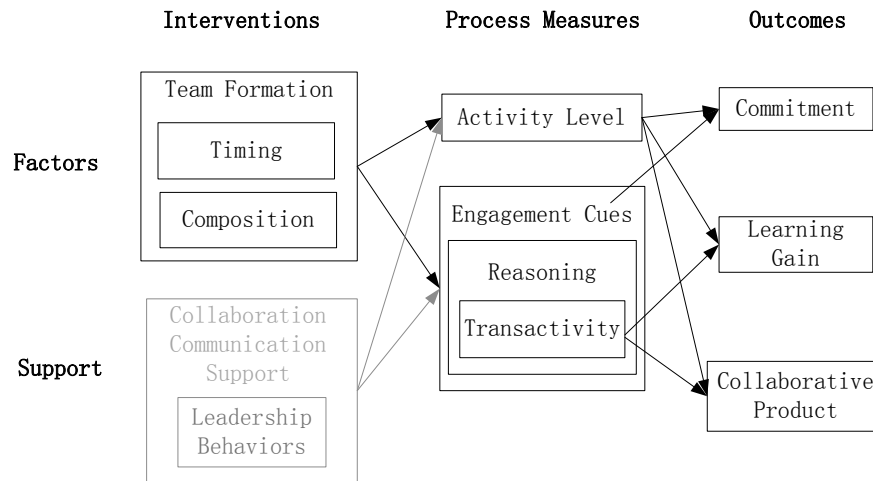 Interventions
Process Measures
Outcomes
Factors
Team Formation
Timing
Composition
Support
Collaboration
Communication
Support
Leadership
Behaviors
Activity Level
Engagement Cues
Reasoning
Transactivity
Commitment
Learning
Gain
Collaborative
Product